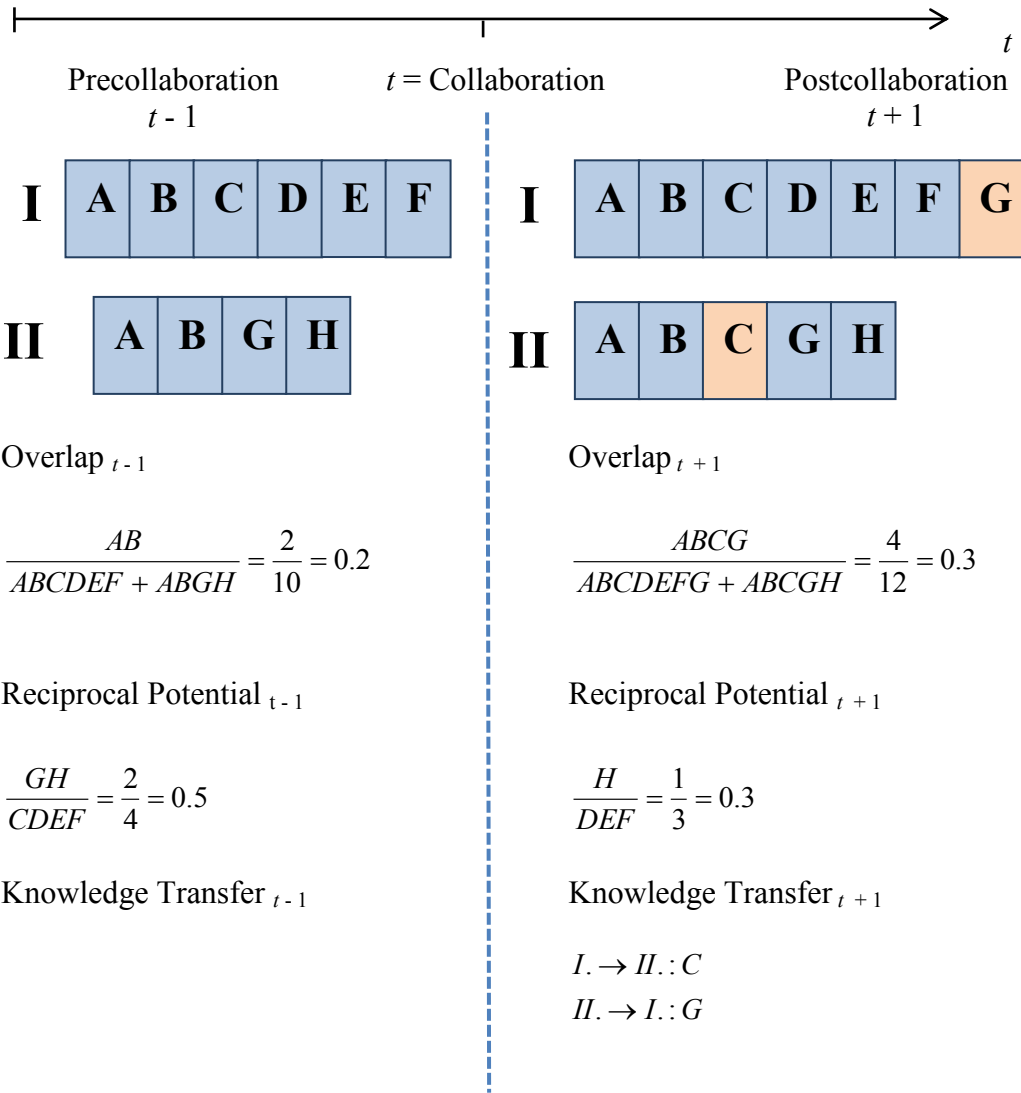 t
Precollaboration t = Collaboration Postcollaboration
t - 1 t + 1
I A B C D E F I A B C D E F G
II A B G H II A B C G H
Overlap t - 1 Overlap t + 1
AB / ABCDEF + ABGH = 2 / 10 = 0.2 ABCG / ABCDEFG + ABCGH = 4 / 12 = 0.3
Reciprocal Potential t - 1 Reciprocal Potential t + 1
GH / CDEF = 2 / 4 = 0.5 H / DEF = 1 / 3 = 0.3
Knowledge Transfer t - 1 Knowledge Transfer t + 1
I. → II. : C
II. → I. : G